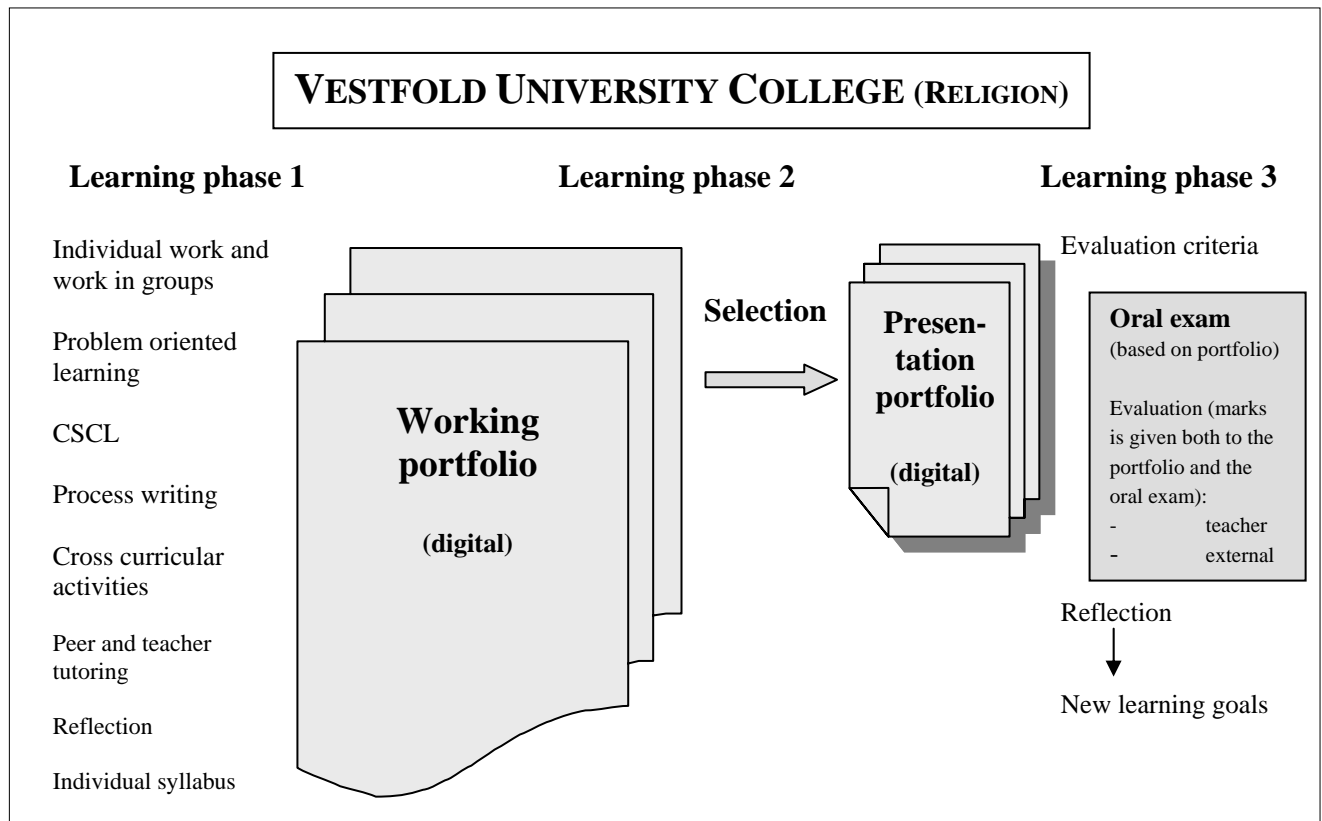 VESTFOLD UNIVERSITY COLLEGE (RELIGION)
Learning phase 1
Learning phase 2
Learning phase 3
Individual work and
work in groups
Problem oriented
learning
CSCL
Process writing
Cross curricular
activities
Peer and teacher
tutoring
Reflection
Individual syllabus
Working
portfolio
(digital)
Selection
Presen-
tation
portfolio
(digital)
Evaluation criteria
Oral exam
(based on portfolio)
Evaluation (marks
is given both to the
portfolio and the
oral exam):
- teacher
- external
Reflection
New learning goals